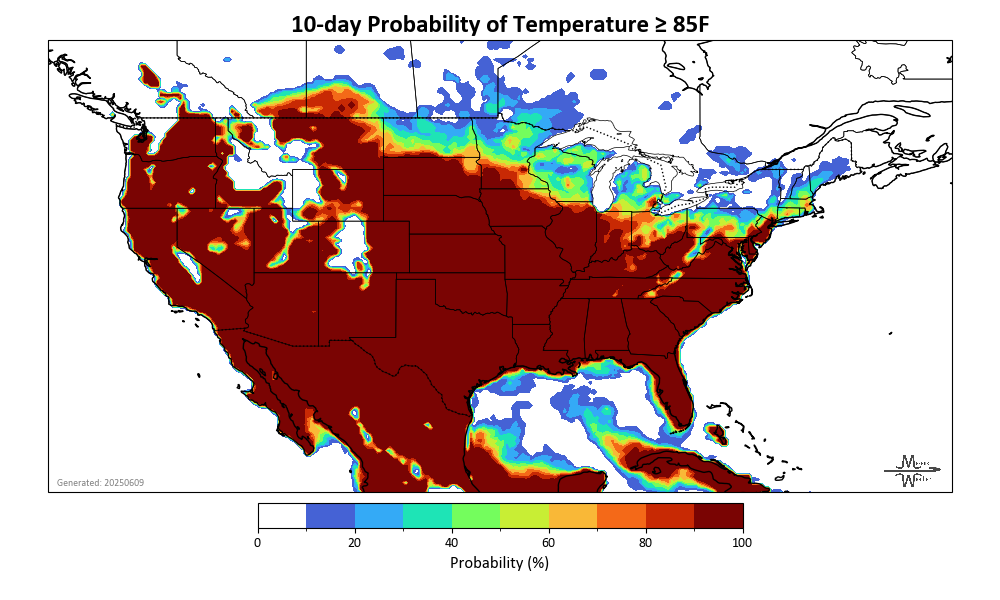 10-day Probability of Temperature ≥ 85F
Generated: 20250609
0 20 40 60 80 100
Probability (%)